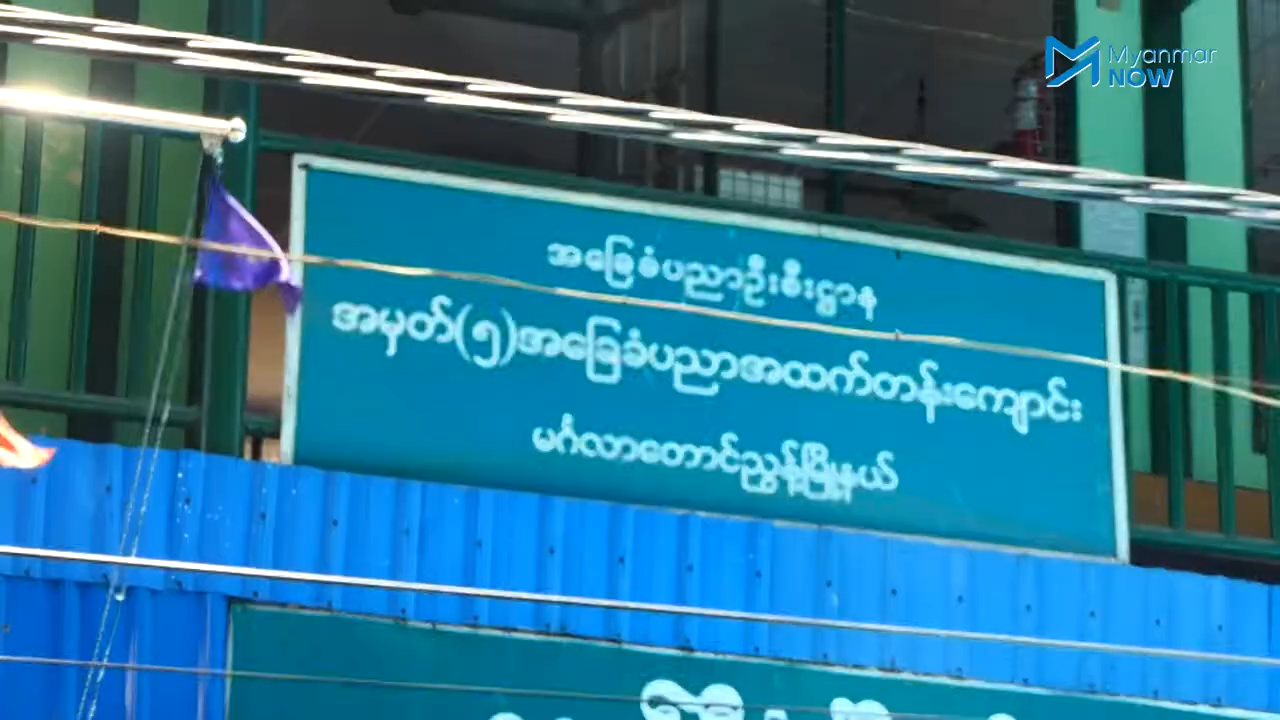 Myanmar
NOW
အခြေခံပညာဦးစီးဌာန
အမှတ်(၅)အခြေခံပညာအထက်တန်းကျောင်း
မင်္ဂလာတောင်ညွန့်မြို့နယ်